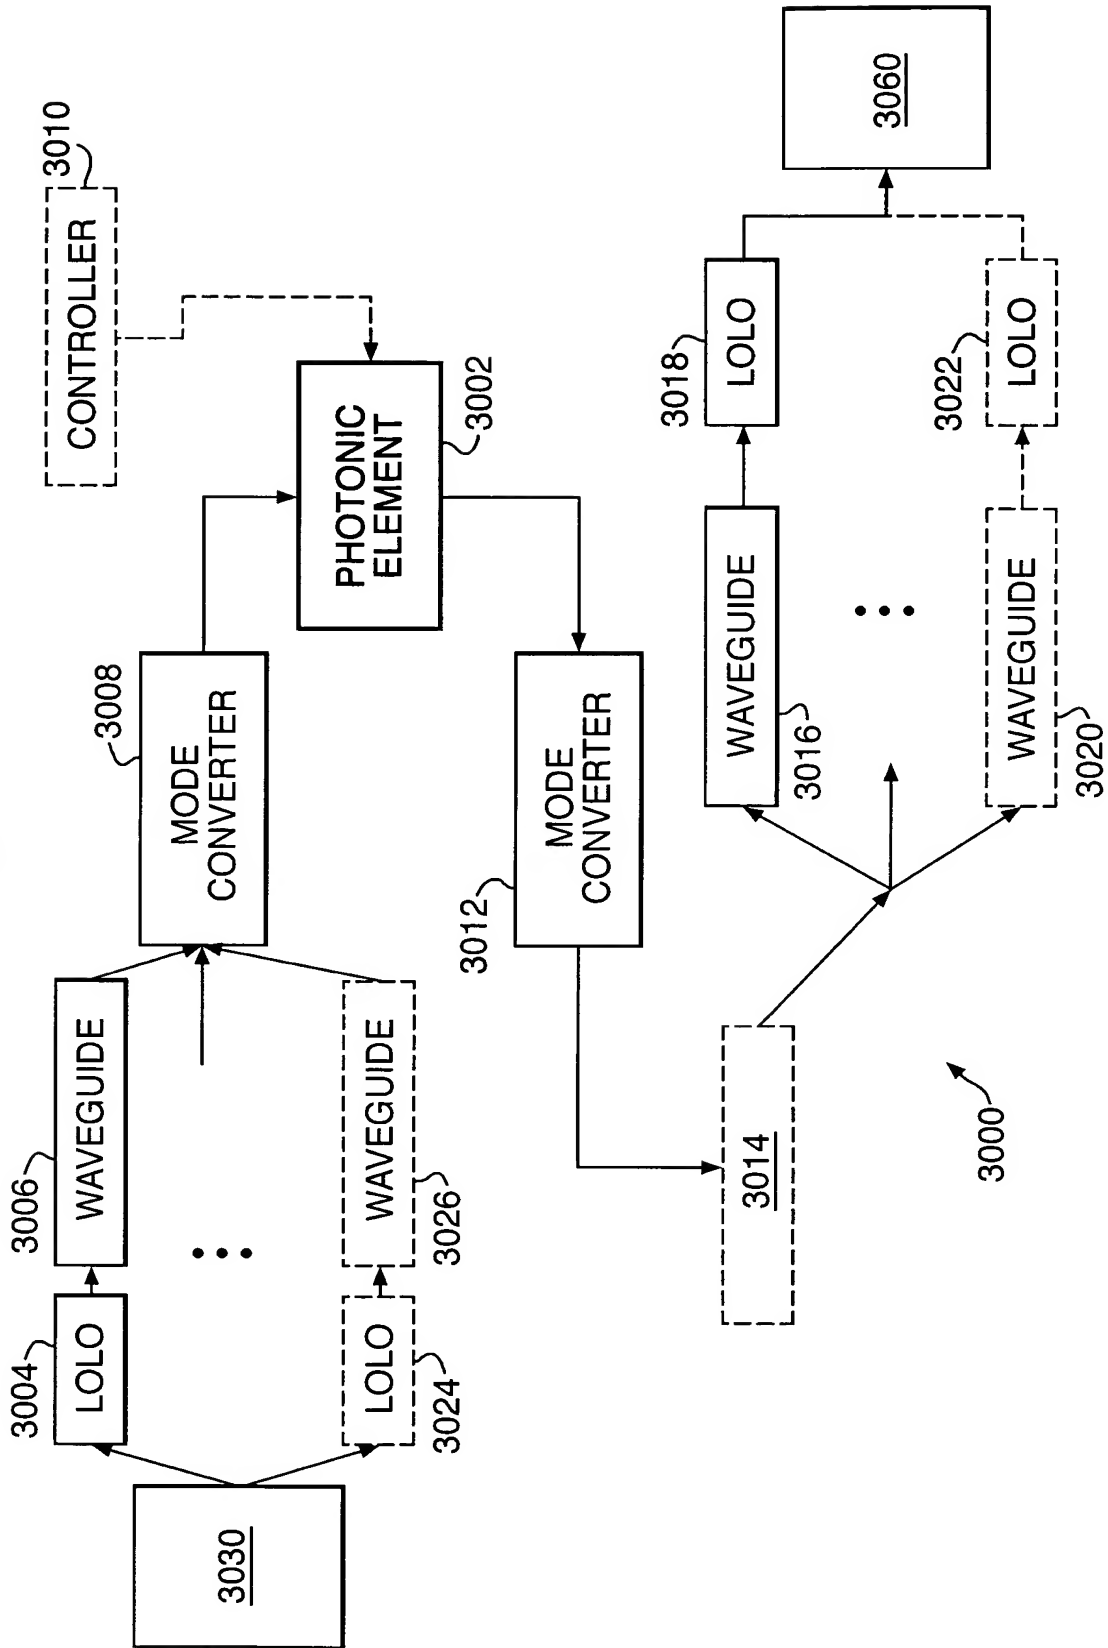 3030
3004
LOLO
3006
WAVEGUIDE
LOLO
3024
WAVEGUIDE
3026
3008
MODE
CONVERTER
CONTROLLER
3010
PHOTONIC
ELEMENT
3002
3012
MODE
CONVERTER
3014
3000
WAVEGUIDE
3016
3018
LOLO
WAVEGUIDE
3020
3022
LOLO
3060